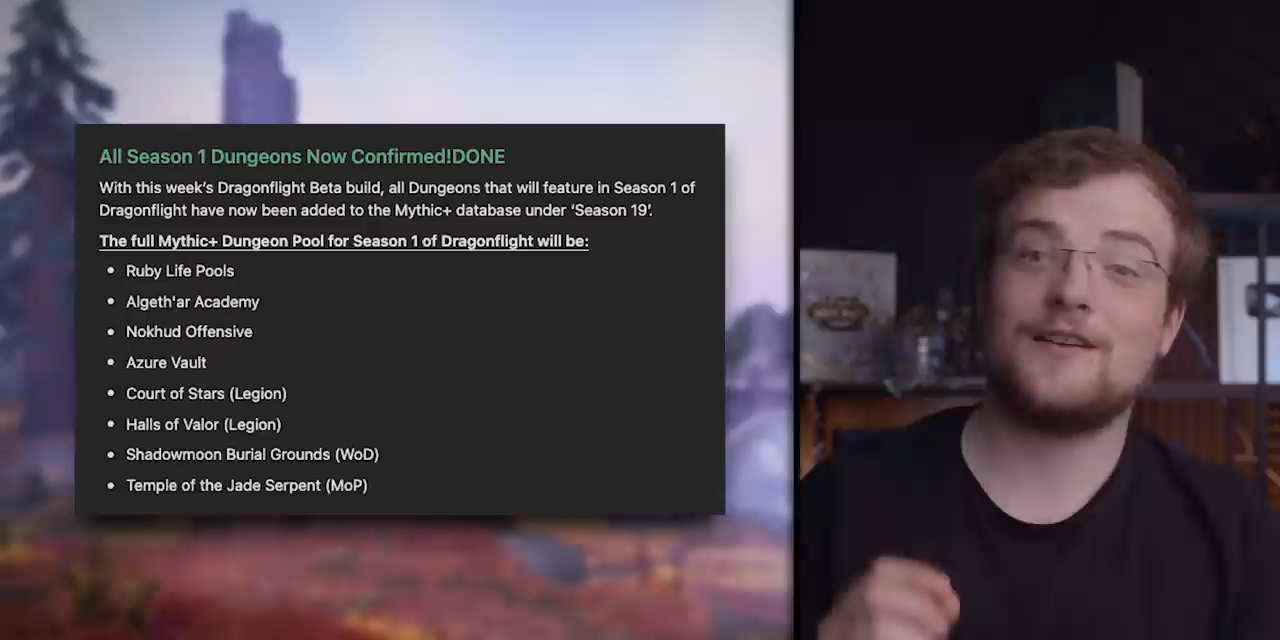 All Season 1 Dungeons Now Confirmed!DONE
With this week's Dragonflight Beta build, all Dungeons that will feature in Season 1 of
Dragonflight have now been added to the Mythic+ database under 'Season 19'.
The full Mythic+ Dungeon Pool for Season 1 of Dragonflight will be:
• Ruby Life Pools
• Algeth'ar Academy
• Nokhud Offensive
• Azure Vault
• Court of Stars (Legion)
• Halls of Valor (Legion)
• Shadowmoon Burial Grounds (WoD)
• Temple of the Jade Serpent (MoP)